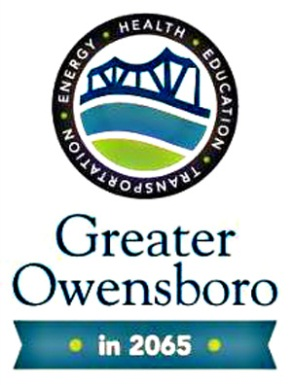 ENERGY • HEALTH • EDUCATION • TRANSPORTATION •
Greater
Owensboro
• in 2065 •